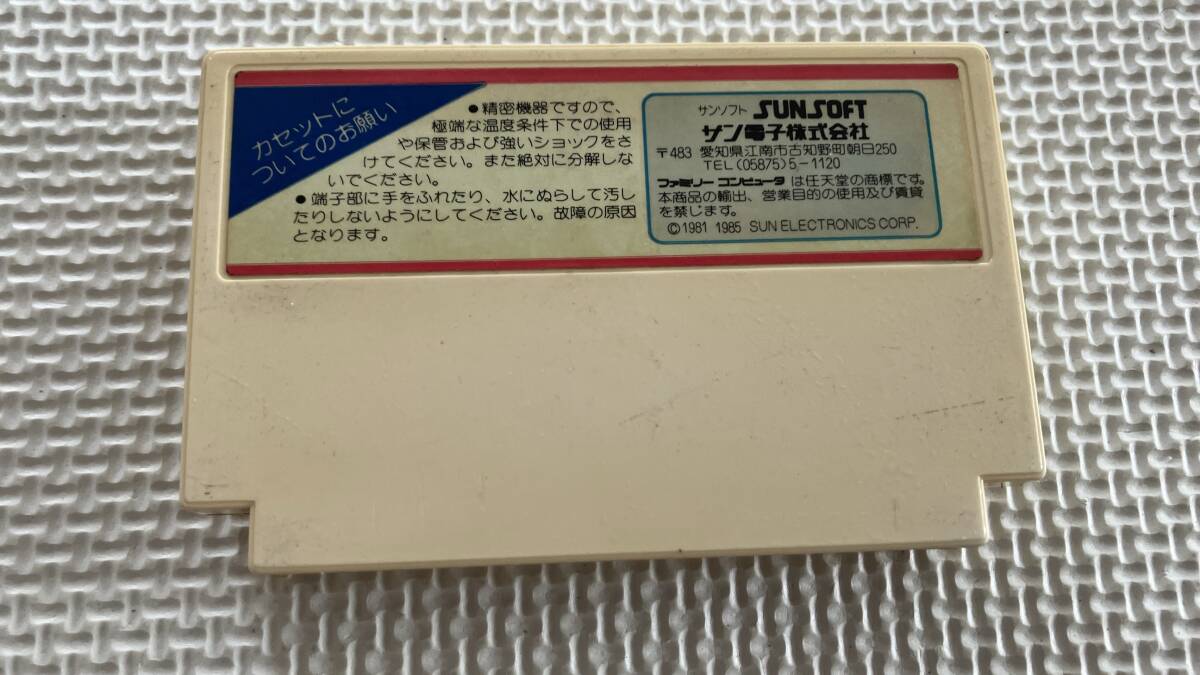 カセットに
ついてのお願い
●精密機器ですので、
極端な温度条件下での使用
や保管および強いショックをさ
けてください。また絶対に分解しな
いでください。
●端子部に手をふれたり、水にぬらして汚し
たりしないようにしてください。故障の原因
となります。
サンソフト SUNSOFT
サン電子株式会社
〒483 愛知県江南市古知野町朝日250
TEL(05875)5-1120
ファミリーコンピュータは任天堂の商標です。
本商品の輸出、営業目的の使用及び賃貸
を禁じます。
©1981 1985 SUN ELECTRONICS CORP.